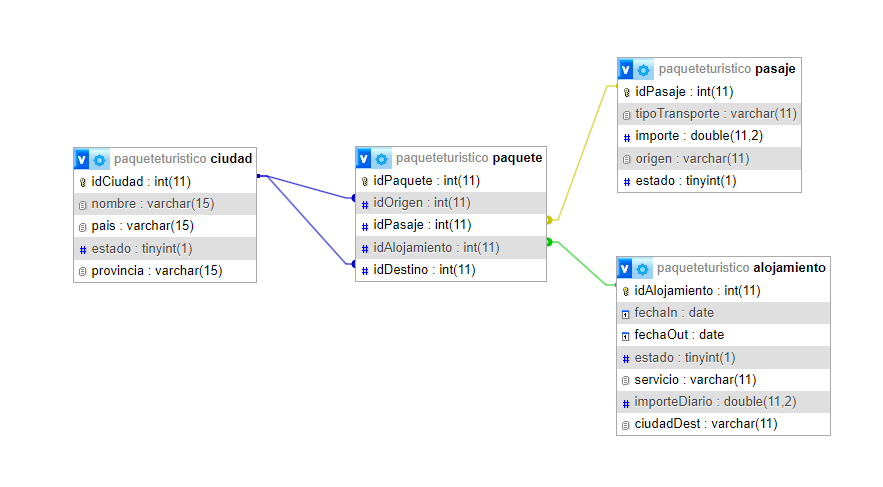 paqueteturistico ciudad
idCiudad : int(11)
nombre : varchar(15)
pais : varchar(15)
estado : tinyint(1)
provincia : varchar(15)
paqueteturistico paquete
idPaquete : int(11)
idOrigen : int(11)
idPasaje : int(11)
idAlojamiento : int(11)
idDestino : int(11)
paqueteturistico pasaje
idPasaje : int(11)
tipoTransporte : varchar(11)
importe : double(11,2)
origen : varchar(11)
estado : tinyint(1)
paqueteturistico alojamiento
idAlojamiento : int(11)
fechaIn : date
fechaOut : date
estado : tinyint(1)
servicio : varchar(11)
importeDiario : double(11,2)
ciudadDest : varchar(11)